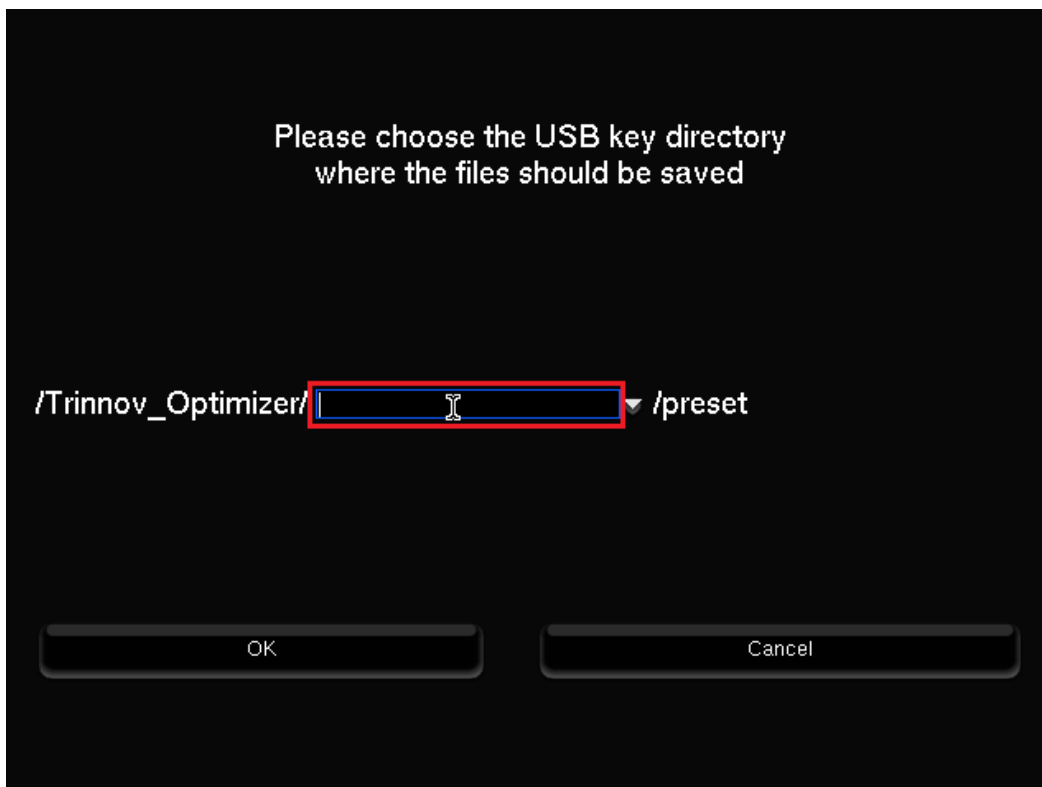 Please choose the USB key directory
where the files should be saved
/Trinnov_Optimizer/ /preset
OK Cancel